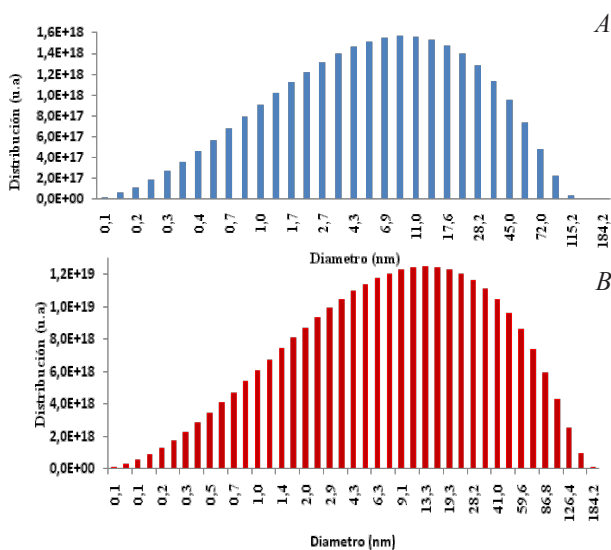 A
Distribución (u.a)
1,6E+18
1,4E+18
1,2E+18
1,0E+18
8,0E+17
6,0E+17
4,0E+17
2,0E+17
0,0E+00
0,1 0,2 0,3 0,4 0,7 1,0 1,7 2,7 4,3 6,9 11,0 17,6 28,2 45,0 72,0 115,2 184,2
Diametro (nm)
B
Distribución (u.a)
1,2E+19
1,0E+19
8,0E+18
6,0E+18
4,0E+18
2,0E+18
0,0E+00
0,1 0,1 0,2 0,3 0,5 0,7 1,0 1,4 2,0 2,9 4,3 6,3 9,1 13,3 19,3 28,2 41,0 59,6 86,8 126,4 184,2
Diametro (nm)